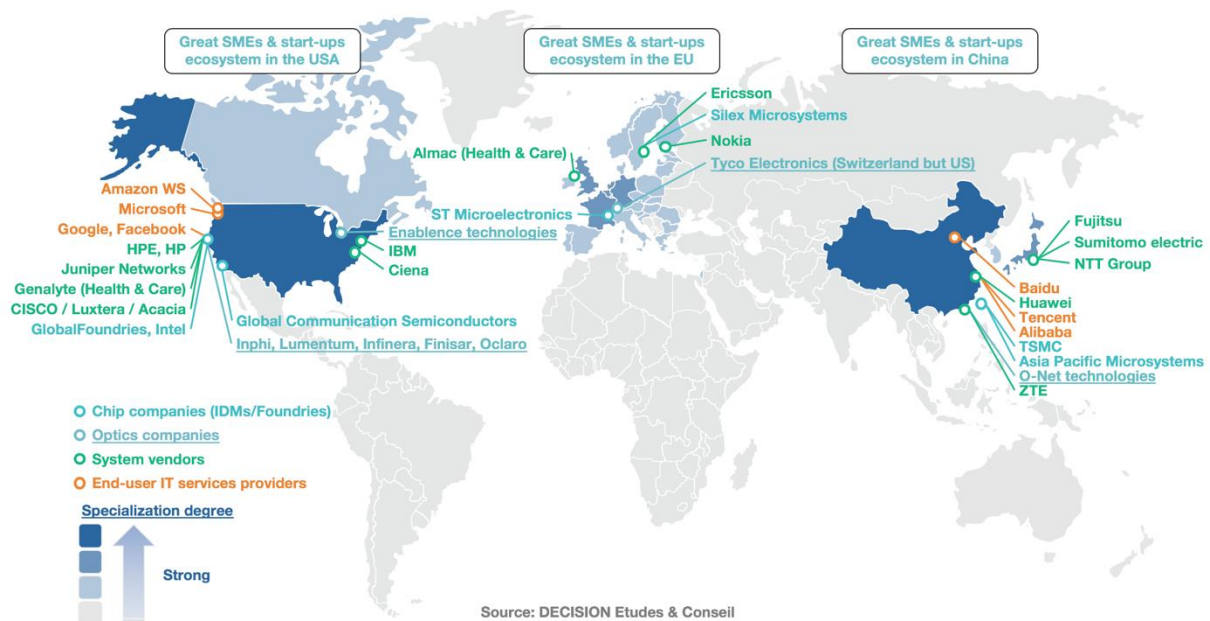 Great SMEs & start-ups
ecosystem in the USA
Great SMEs & start-ups
ecosystem in the EU
Great SMEs & start-ups
ecosystem in China
Ericsson
Silex Microsystems
Nokia
Almac (Health & Care)
Tyco Electronics (Switzerland but US)
ST Microelectronics
Amazon WS
Microsoft
Google, Facebook
HPE, HP
Juniper Networks
Genalyte (Health & Care)
CISCO / Luxtera / Acacia
GlobalFoundries, Intel
Enablence technologies
IBM
Ciena
Global Communication Semiconductors
Inphi, Lumentum, Infinera, Finisar, Oclaro
Fujitsu
Sumitomo electric
NTT Group
Baidu
Huawei
Tencent
Alibaba
TSMC
Asia Pacific Microsystems
O-Net technologies
ZTE
Chip companies (IDMs/Foundries)
Optics companies
System vendors
End-user IT services providers
Specialization degree
Strong
Source: DECISION Etudes & Conseil